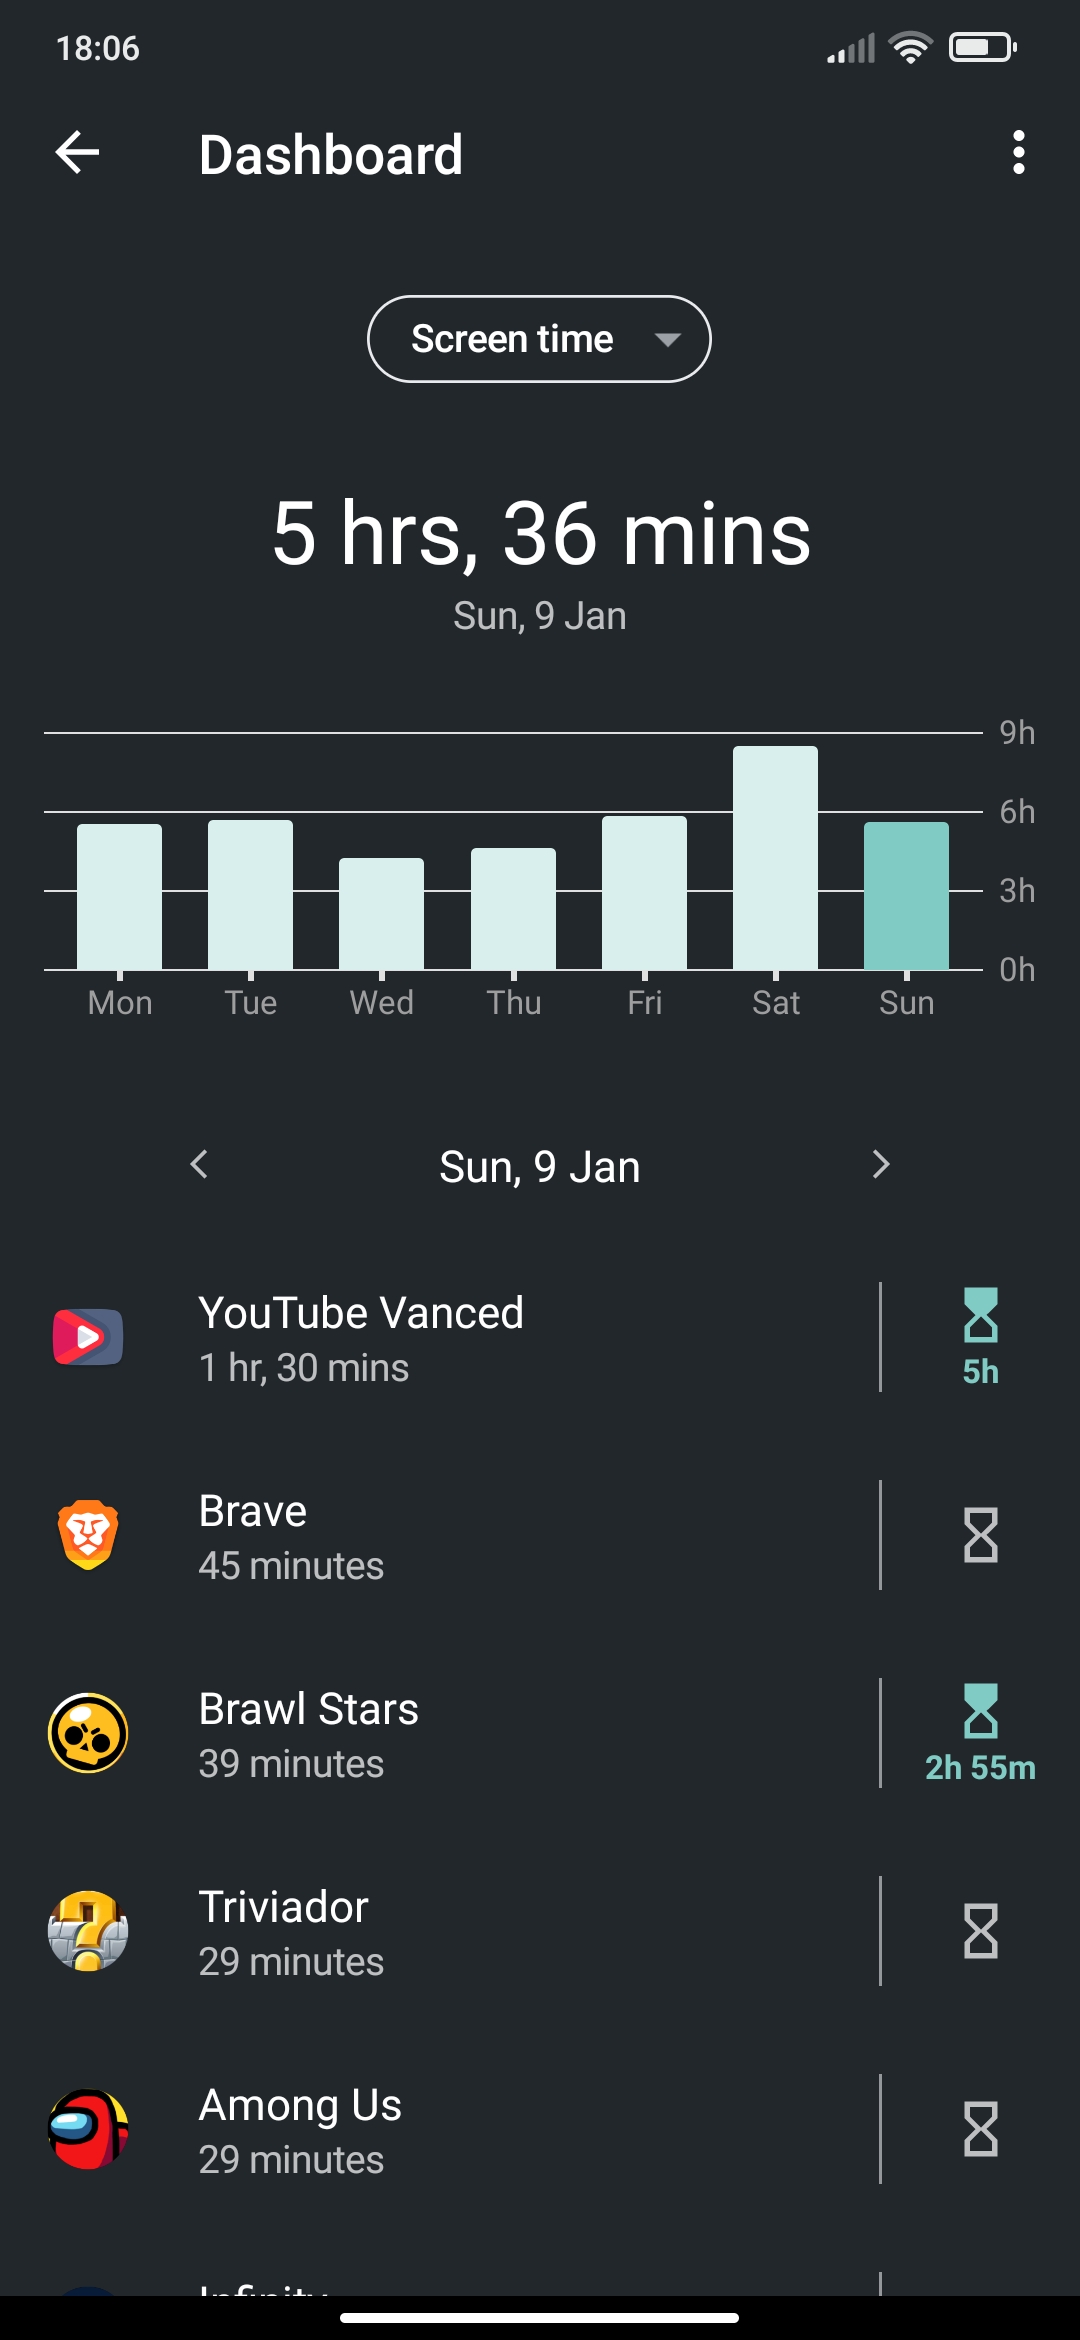 18:06
Dashboard
Screen time
5 hrs, 36 mins
Sun, 9 Jan
9h
6h
3h
0h
Mon Tue Wed Thu Fri Sat Sun
Sun, 9 Jan
YouTube Vanced
1 hr, 30 mins
5h
Brave
45 minutes
Brawl Stars
39 minutes
2h 55m
Triviador
29 minutes
Among Us
29 minutes
Infinity